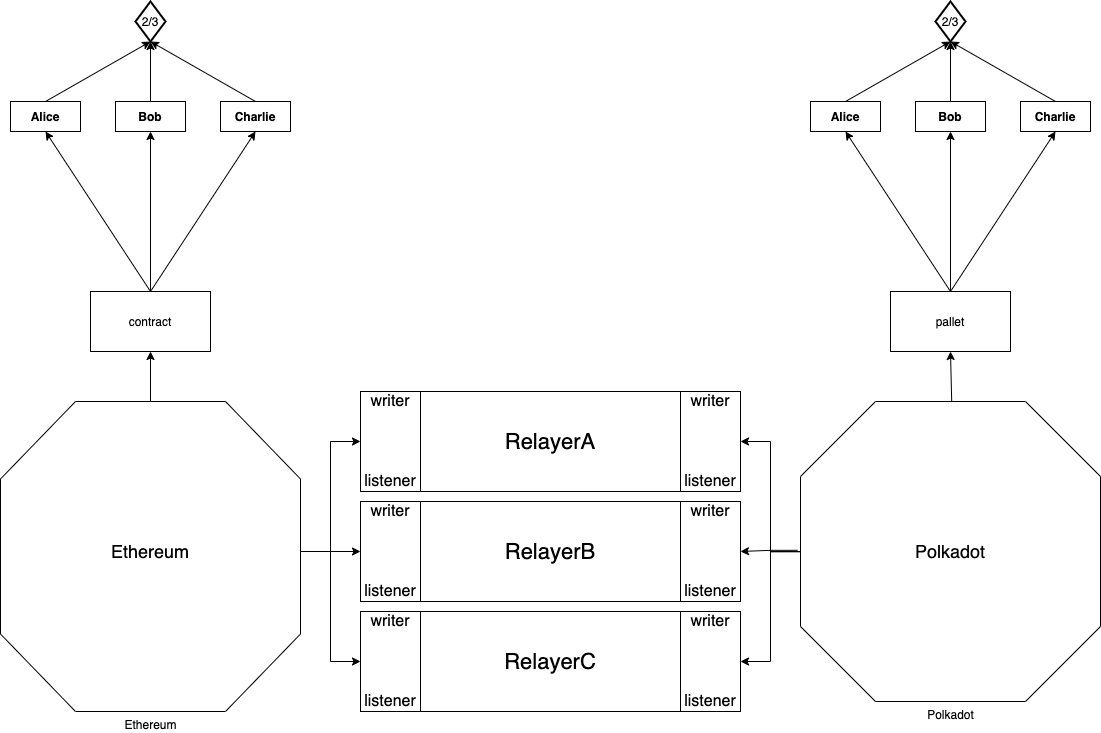 2/3
2/3
Alice
Bob
Charlie
Alice
Bob
Charlie
contract
pallet
writer
writer
RelayerA
listener
listener
writer
writer
Ethereum
RelayerB
Polkadot
listener
listener
writer
writer
RelayerC
listener
listener
Ethereum
Polkadot